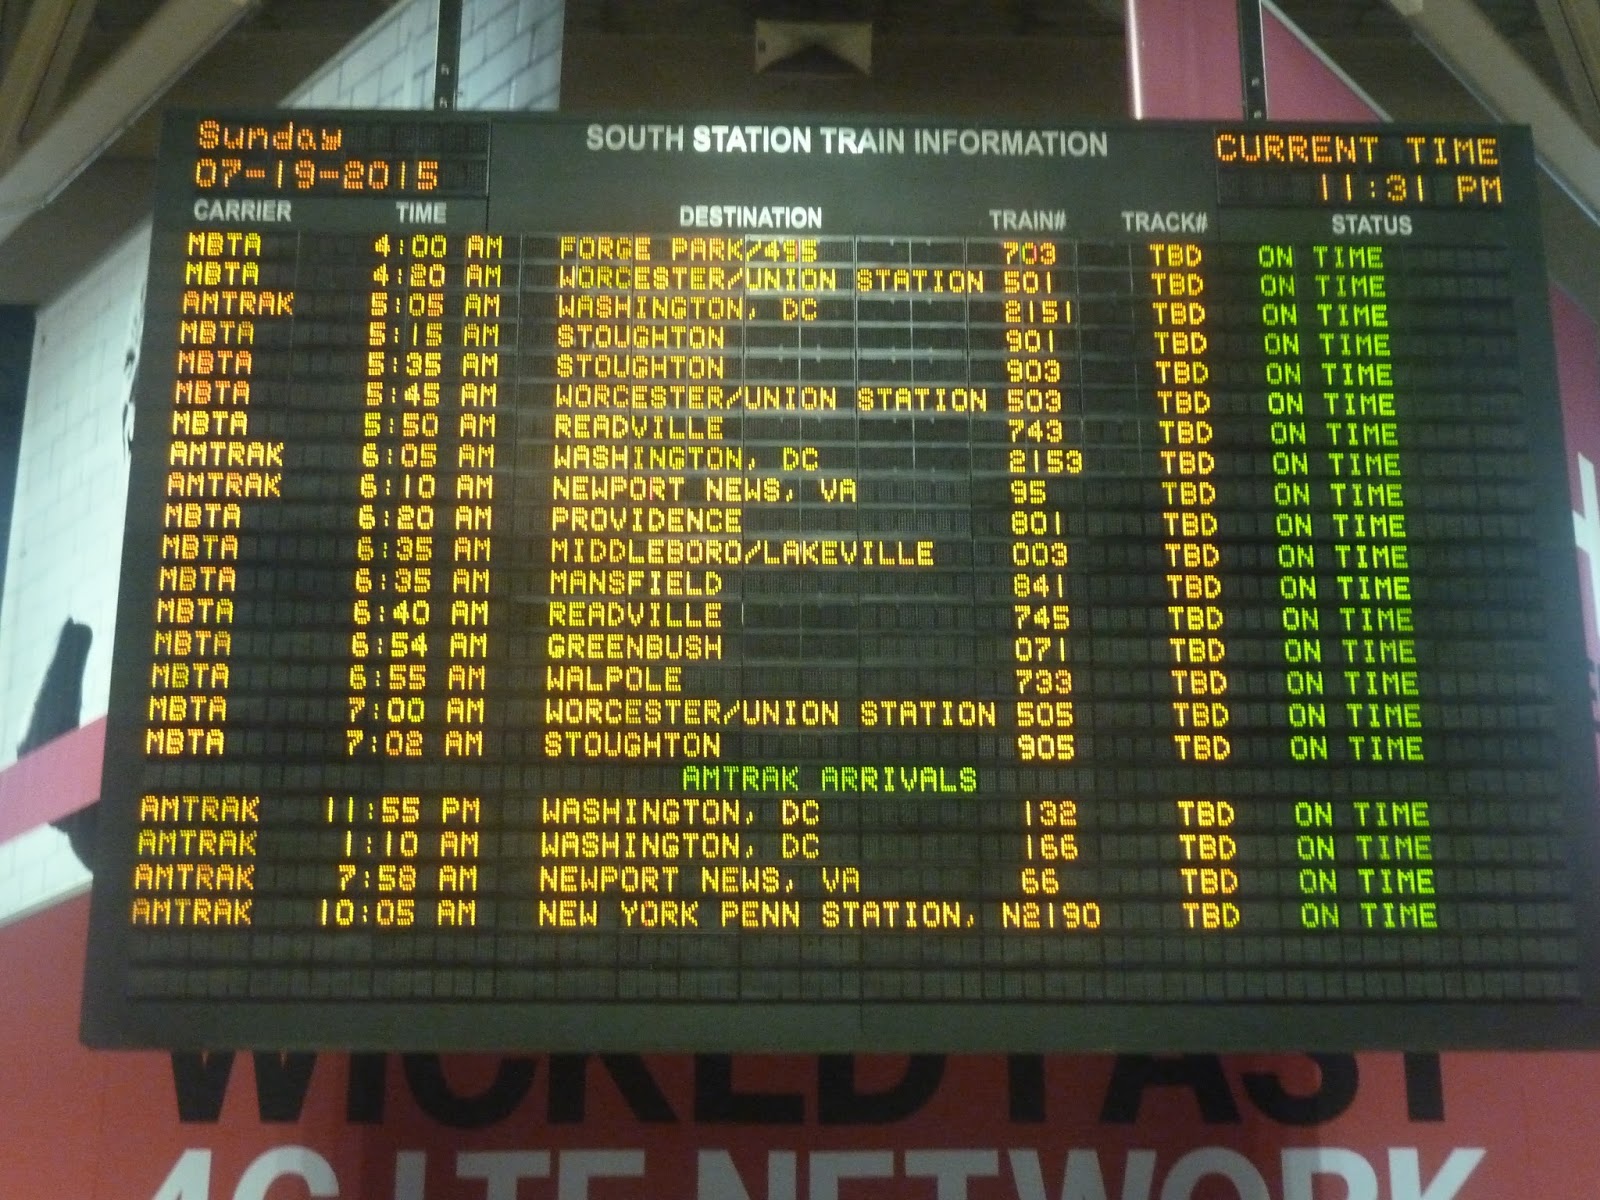 Sunday SOUTH STATION TRAIN INFORMATION CURRENT TIME
07-19-2015 11:31 PM
CARRIER TIME DESTINATION TRAIN# TRACK# STATUS
MBTA 4:00 AM FORGE PARK/495 703 TBD ON TIME
MBTA 4:20 AM WORCESTER/UNION STATION 501 TBD ON TIME
AMTRAK 5:05 AM WASHINGTON, DC 2151 TBD ON TIME
MBTA 5:15 AM STOUGHTON 901 TBD ON TIME
MBTA 5:35 AM STOUGHTON 903 TBD ON TIME
MBTA 5:45 AM WORCESTER/UNION STATION 503 TBD ON TIME
MBTA 5:50 AM READVILLE 743 TBD ON TIME
AMTRAK 6:05 AM WASHINGTON, DC 2153 TBD ON TIME
AMTRAK 6:10 AM NEWPORT NEWS, VA 95 TBD ON TIME
MBTA 6:20 AM PROVIDENCE 801 TBD ON TIME
MBTA 6:35 AM MIDDLEBORO/LAKEVILLE 003 TBD ON TIME
MBTA 6:35 AM MANSFIELD 841 TBD ON TIME
MBTA 6:40 AM READVILLE 745 TBD ON TIME
MBTA 6:54 AM GREENBUSH 071 TBD ON TIME
MBTA 6:55 AM WALPOLE 733 TBD ON TIME
MBTA 7:00 AM WORCESTER/UNION STATION 505 TBD ON TIME
MBTA 7:02 AM STOUGHTON 905 TBD ON TIME
AMTRAK ARRIVALS
AMTRAK 11:55 PM WASHINGTON, DC 132 TBD ON TIME
AMTRAK 1:10 AM WASHINGTON, DC 166 TBD ON TIME
AMTRAK 7:58 AM NEWPORT NEWS, VA 66 TBD ON TIME
AMTRAK 10:05 AM NEW YORK PENN STATION, N2190 TBD ON TIME
WICKED FAST
4G LTE NETWORK